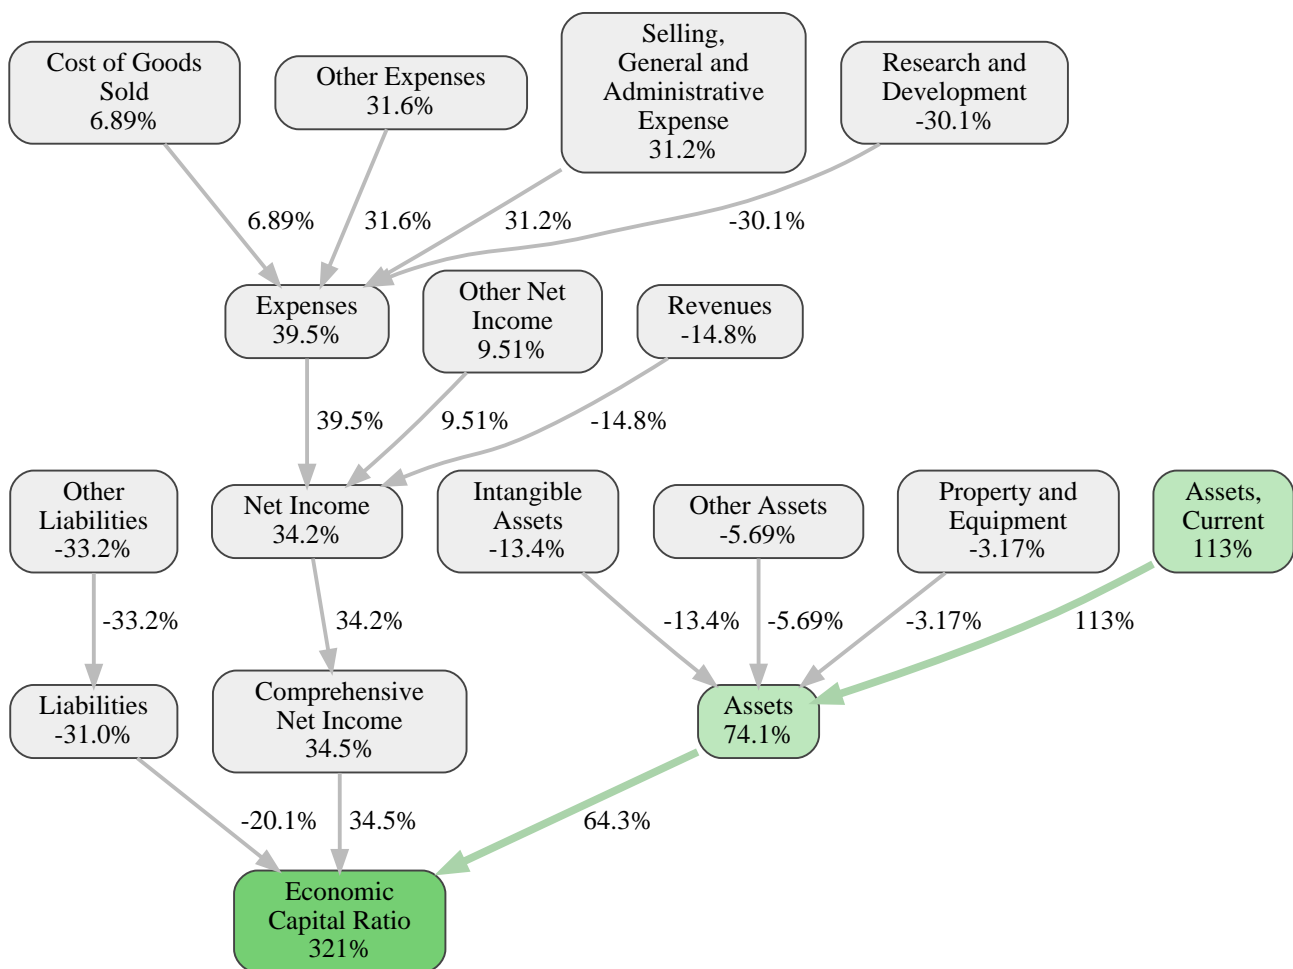 Cost of Goods
Sold
6.89%
Other Expenses
31.6%
Selling,
General and
Administrative
Expense
31.2%
Research and
Development
-30.1%
6.89%
31.6%
31.2%
-30.1%
Expenses
39.5%
Other Net
Income
9.51%
Revenues
-14.8%
39.5%
9.51%
-14.8%
Other
Liabilities
-33.2%
Net Income
34.2%
Intangible
Assets
-13.4%
Other Assets
-5.69%
Property and
Equipment
-3.17%
Assets,
Current
113%
-33.2%
34.2%
-13.4%
-5.69%
-3.17%
113%
Liabilities
-31.0%
Comprehensive
Net Income
34.5%
Assets
74.1%
-20.1%
34.5%
64.3%
Economic
Capital Ratio
321%